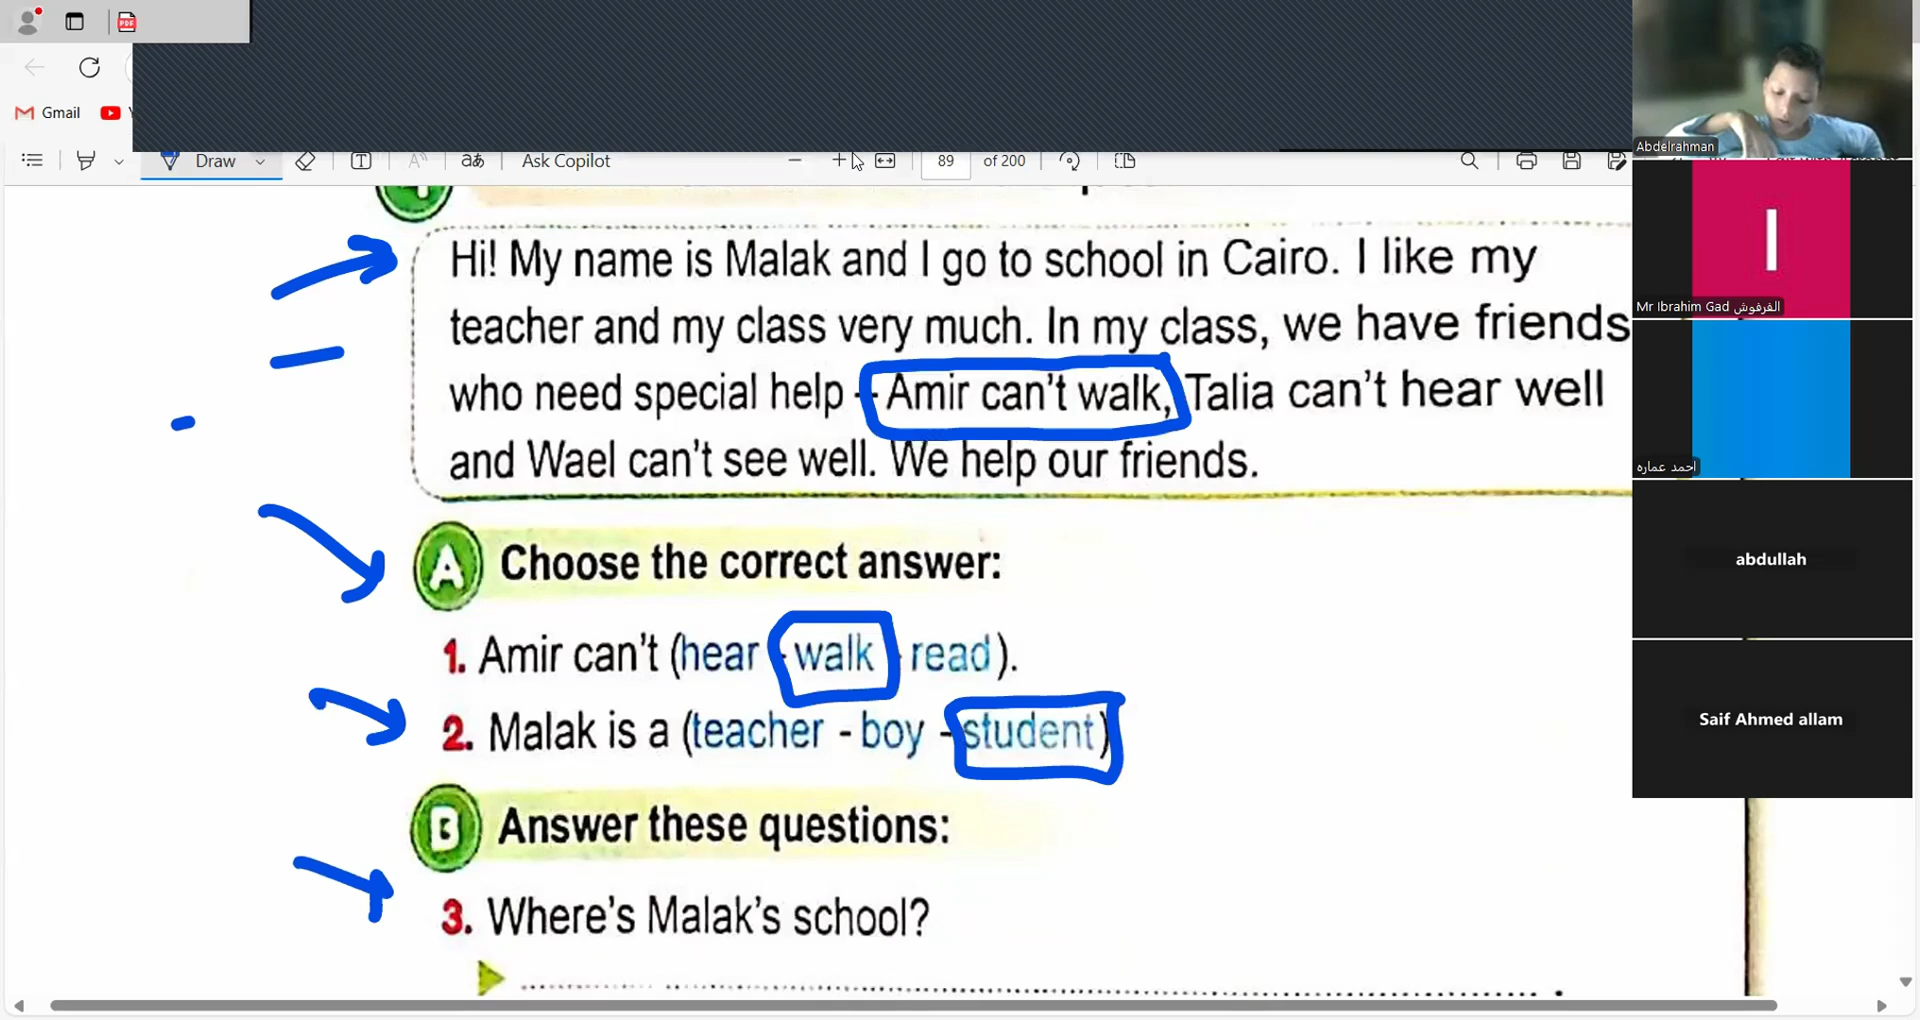 Gmail
Draw
aあ
Ask Copilot
89 of 200
Abdelrahman
Hi! My name is Malak and I go to school in Cairo. I like my
teacher and my class very much. In my class, we have friends
who need special help - Amir can't walk, Talia can't hear well
and Wael can't see well. We help our friends.
A Choose the correct answer:
1. Amir can't (hear - walk - read).
2. Malak is a (teacher - boy - student)
B Answer these questions:
3. Where's Malak's school?
I
Mr Ibrahim Gad الفرفوش
احمد عماره
abdullah
Saif Ahmed allam